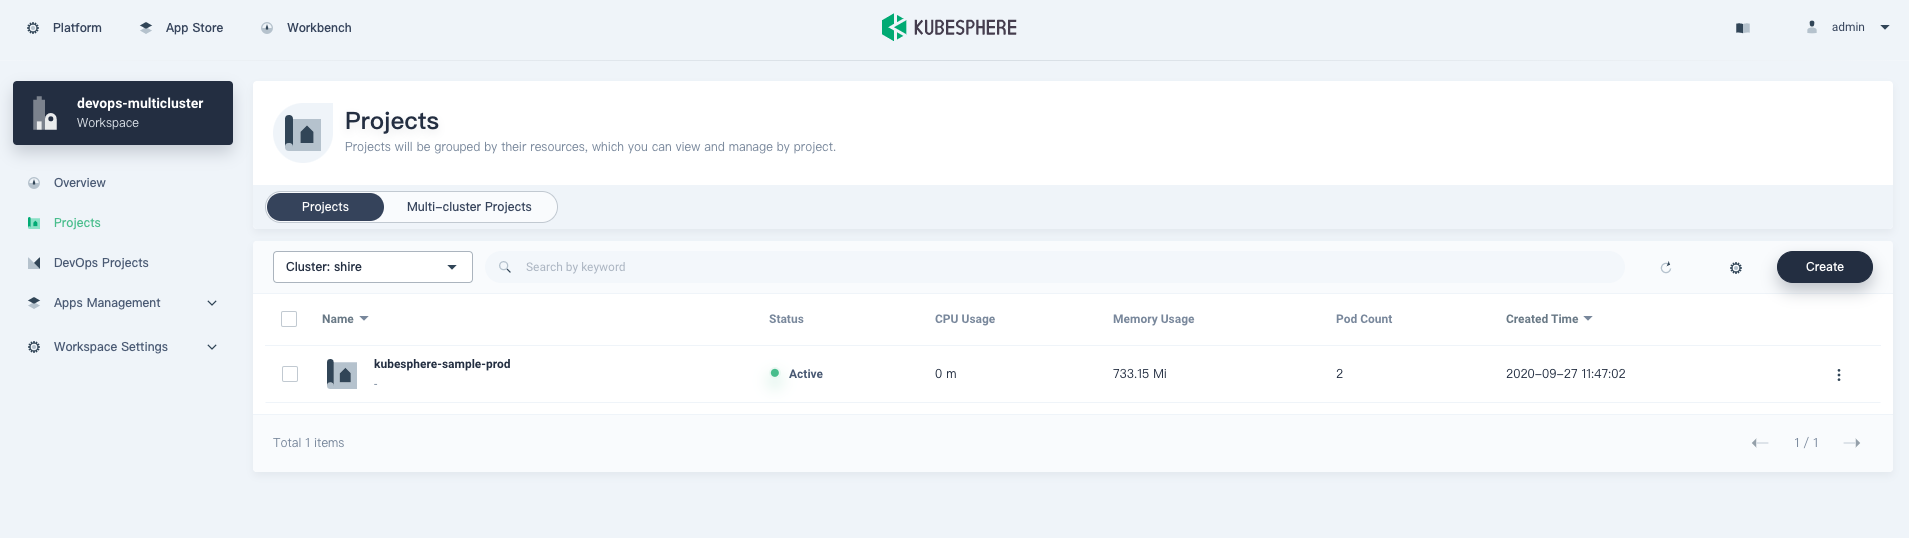 Platform
App Store
Workbench
KUBESPHERE
admin
devops-multicluster
Workspace
Overview
Projects
DevOps Projects
Apps Management
Workspace Settings
Projects
Projects will be grouped by their resources, which you can view and manage by project.
Projects
Multi-cluster Projects
Cluster: shire
Search by keyword
Create
Name
Status
CPU Usage
Memory Usage
Pod Count
Created Time
kubesphere-sample-prod
-
Active
0 m
733.15 Mi
2
2020-09-27 11:47:02
Total 1 items
1 / 1